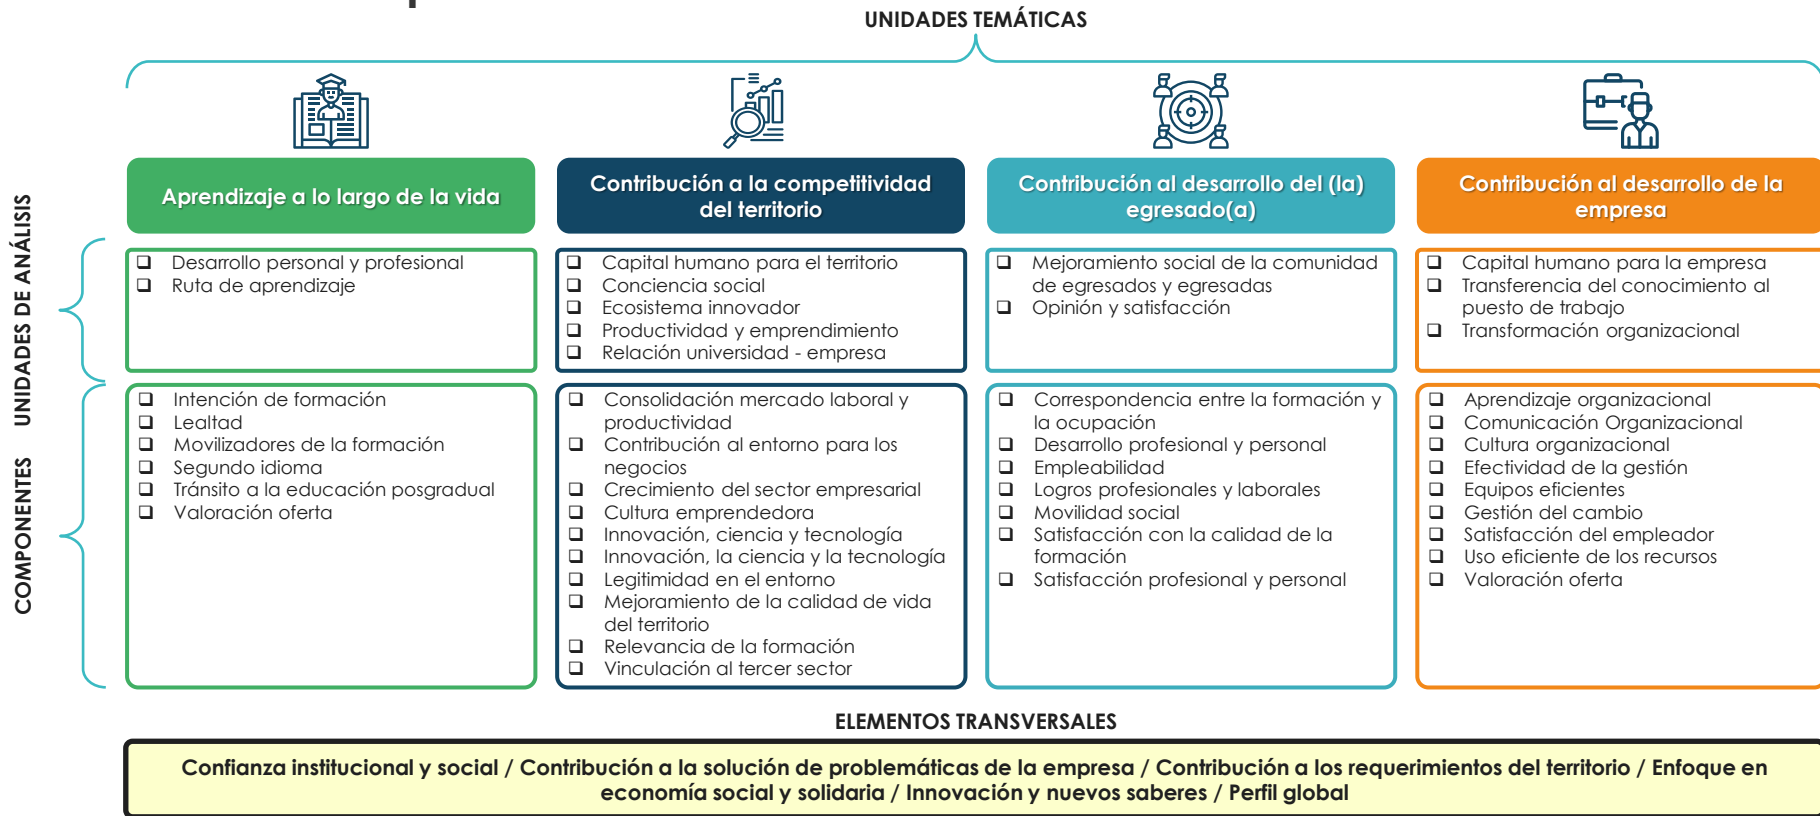 UNIDADES TEMÁTICAS
Aprendizaje a lo largo de la vida
Contribución a la competitividad
del territorio
Contribución al desarrollo del (la)
egresado(a)
Contribución al desarrollo de la
empresa
UNIDADES DE ANÁLISIS
Desarrollo personal y profesional
Ruta de aprendizaje
Capital humano para el territorio
Conciencia social
Ecosistema innovador
Productividad y emprendimiento
Relación universidad - empresa
Mejoramiento social de la comunidad
de egresados y egresadas
Opinión y satisfacción
Capital humano para la empresa
Transferencia del conocimiento al
puesto de trabajo
Transformación organizacional
COMPONENTES
Intención de formación
Lealtad
Movilizadores de la formación
Segundo idioma
Tránsito a la educación posgradual
Valoración oferta
Consolidación mercado laboral y
productividad
Contribución al entorno para los
negocios
Crecimiento del sector empresarial
Cultura emprendedora
Innovación, ciencia y tecnología
Innovación, la ciencia y la tecnología
Legitimidad en el entorno
Mejoramiento de la calidad de vida
del territorio
Relevancia de la formación
Vinculación al tercer sector
Correspondencia entre la formación y
la ocupación
Desarrollo profesional y personal
Empleabilidad
Logros profesionales y laborales
Movilidad social
Satisfacción con la calidad de la
formación
Satisfacción profesional y personal
Aprendizaje organizacional
Comunicación Organizacional
Cultura organizacional
Efectividad de la gestión
Equipos eficientes
Gestión del cambio
Satisfacción del empleador
Uso eficiente de los recursos
Valoración oferta
ELEMENTOS TRANSVERSALES
Confianza institucional y social / Contribución a la solución de problemáticas de la empresa / Contribución a los requerimientos del territorio / Enfoque en
economía social y solidaria / Innovación y nuevos saberes / Perfil global